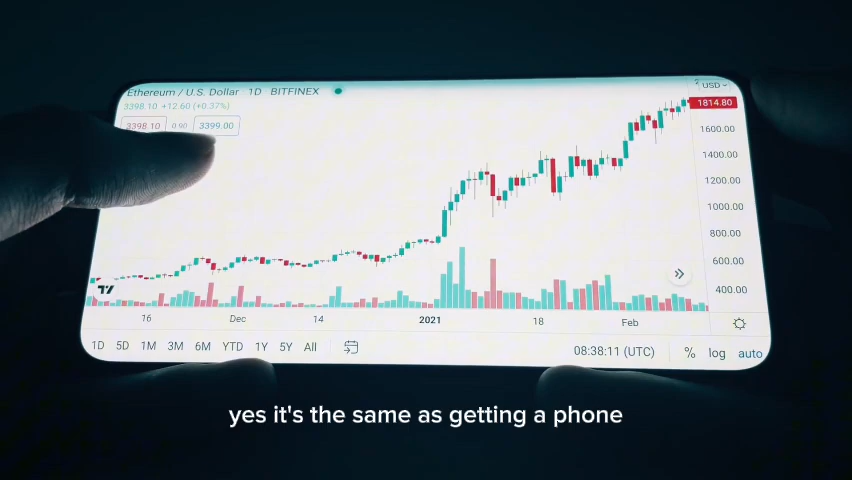 Ethereum / U.S. Dollar · 1D · BITFINEX
USD
3398.10 +12.60 (+0.37%)
1814.80
3398.10 0.90 3399.00
1600.00
1400.00
1200.00
1000.00
800.00
600.00
400.00
16 Dec 14 2021 18 Feb
1D 5D 1M 3M 6M YTD 1Y 5Y All 08:38:11 (UTC) % log auto
yes it's the same as getting a phone